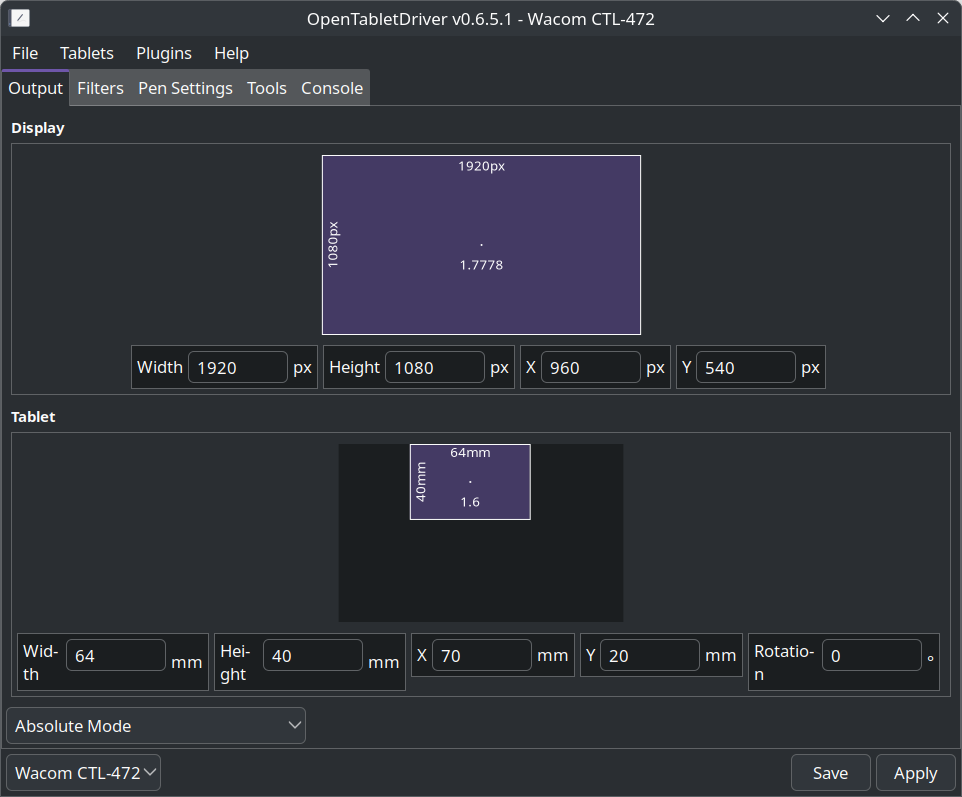 OpenTabletDriver v0.6.5.1 - Wacom CTL-472
File Tablets Plugins Help
Output Filters Pen Settings Tools Console
Display
1920px
1080px
1.7778
Width 1920 px Height 1080 px X 960 px Y 540 px
Tablet
64mm
40mm
1.6
Wid-
th 64 mm Hei-
ght 40 mm X 70 mm Y 20 mm Rotatio-
n 0 °
Absolute Mode
Wacom CTL-472 Save Apply